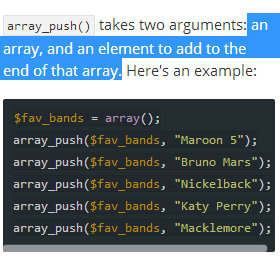 array_push() takes two arguments: an
array, and an element to add to the
end of that array. Here's an example:
$fav_bands = array();
array_push($fav_bands, "Maroon 5");
array_push($fav_bands, "Bruno Mars");
array_push($fav_bands, "Nickelback");
array_push($fav_bands, "Katy Perry");
array_push($fav_bands, "Macklemore");